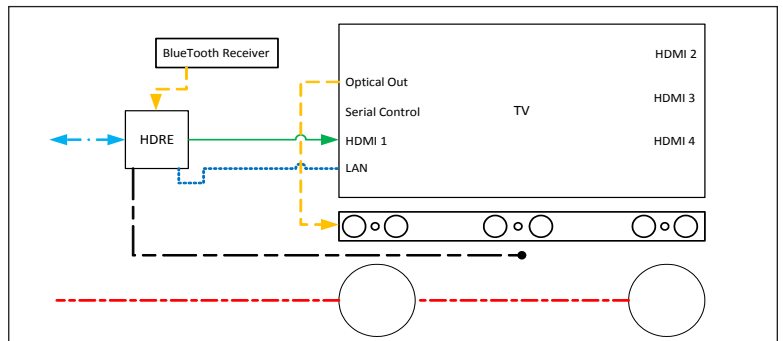 BlueTooth Receiver
HDMI 2
Optical Out
HDMI 3
Serial Control
TV
HDRE
HDMI 1
HDMI 4
LAN